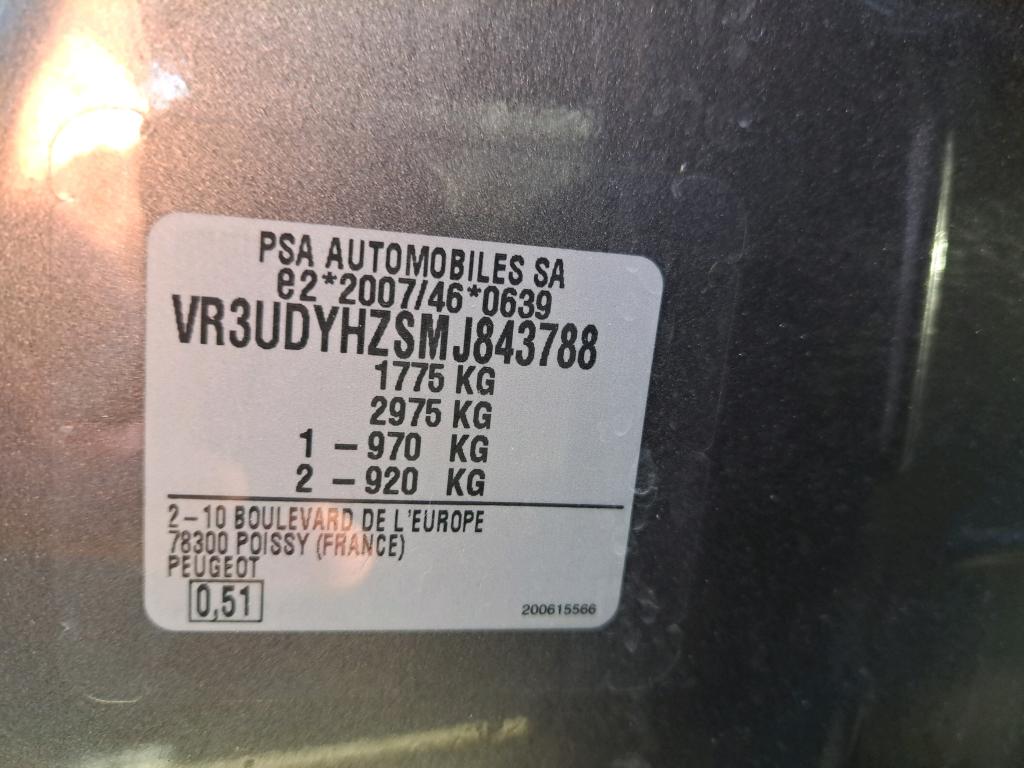 PSA AUTOMOBILES SA
e2*2007/46*0639
VR3UDYHZSMJ843788
1775 KG
2975 KG
1 - 970 KG
2 - 920 KG
2-10 BOULEVARD DE L'EUROPE
78300 POISSY (FRANCE)
PEUGEOT
0,51
200615566